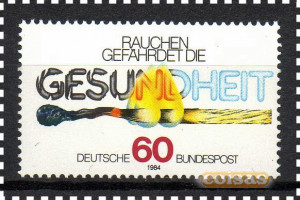 RAUCHEN
GEFÄHRDET DIE
GESUNDHEIT
DEUTSCHE 60 BUNDESPOST
1984